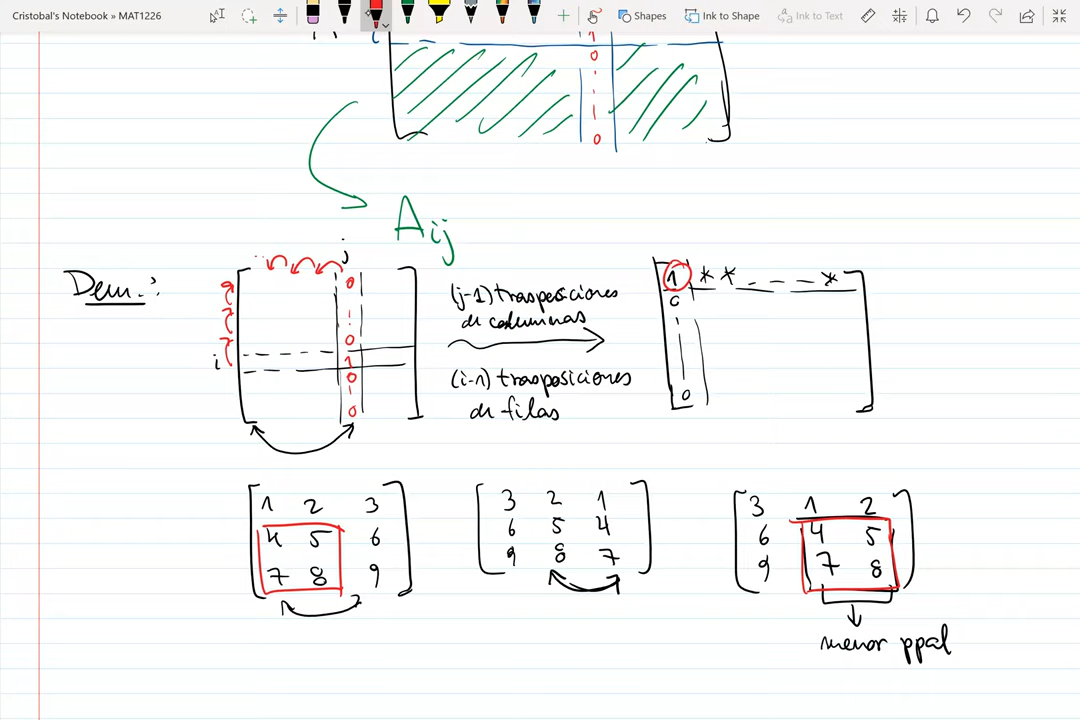 Cristobal's Notebook » MAT1226
Shapes
Ink to Shape
Ink to Text
i
1
0
0
A ij
Dem.:
j
i
0
0
1
0
0
(j-1) trasposiciones
de columnas
(i-1) trasposiciones
de filas
1 * * - - - *
0
0
1 2 3
4 5 6
7 8 9
3 2 1
6 5 4
9 8 7
3 1 2
6 4 5
9 7 8
menor ppal